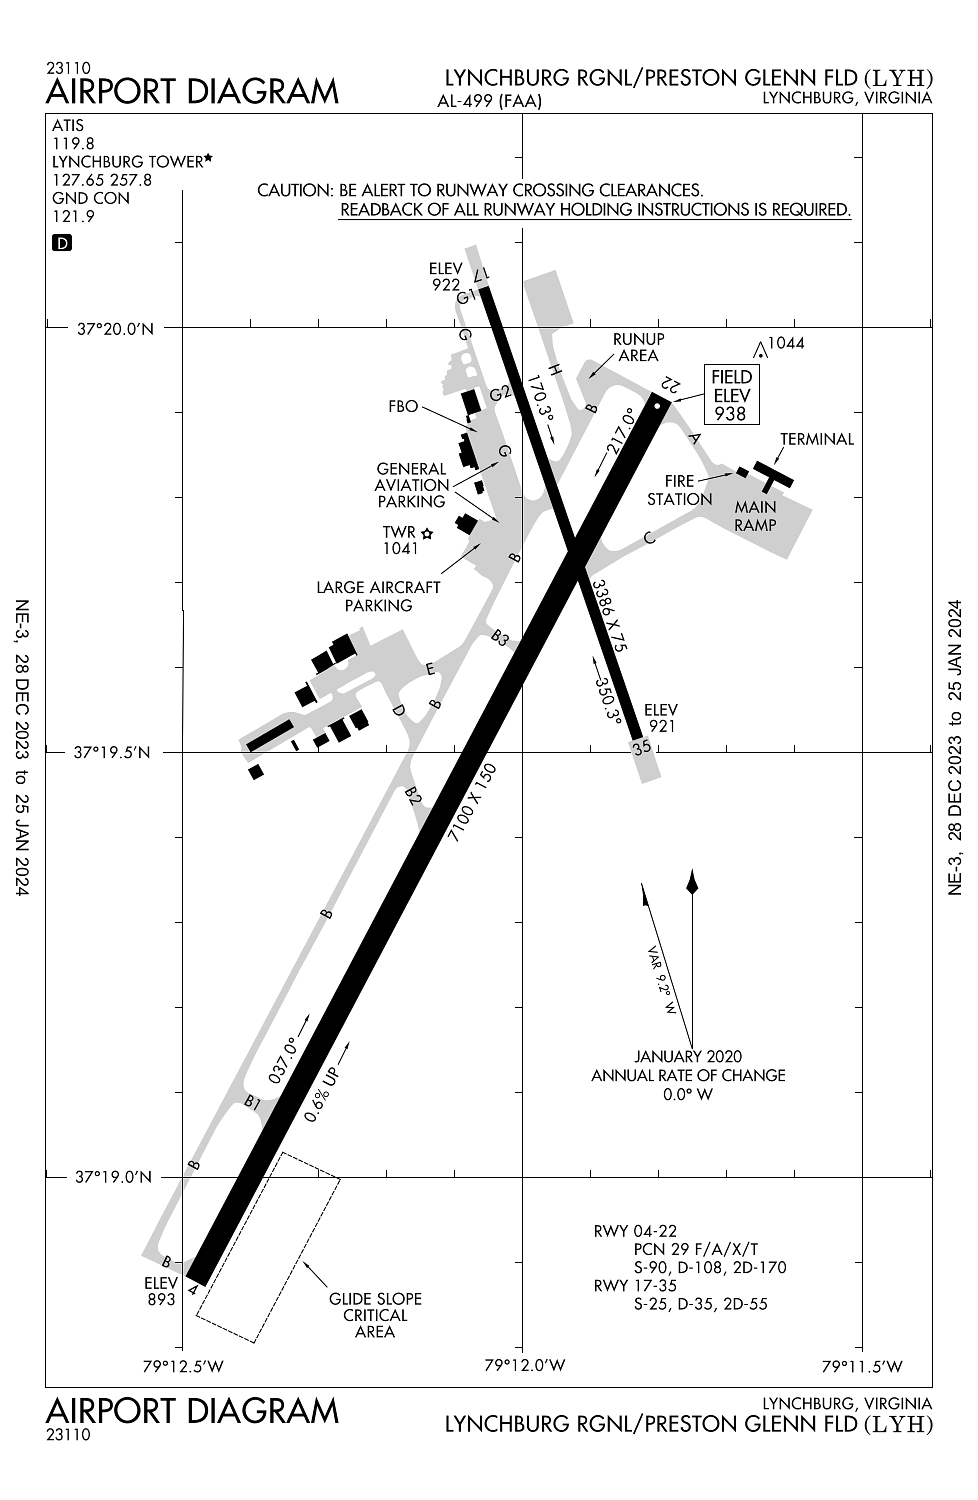 23110
AIRPORT DIAGRAM
LYNCHBURG RGNL/PRESTON GLENN FLD (LYH)
AL-499 (FAA)
LYNCHBURG, VIRGINIA
ATIS
119.8
LYNCHBURG TOWER★
127.65 257.8
GND CON
121.9
D
CAUTION: BE ALERT TO RUNWAY CROSSING CLEARANCES.
READBACK OF ALL RUNWAY HOLDING INSTRUCTIONS IS REQUIRED.
ELEV
922
17
G1
37°20.0'N
G
RUNUP
AREA
1044
H
22
FIELD
ELEV
938
G2
170.3°
FBO
B
217.0°
A
TERMINAL
G
GENERAL
AVIATION
PARKING
FIRE
STATION
MAIN
RAMP
TWR
1041
C
B
LARGE AIRCRAFT
PARKING
3386 X 75
B3
E
350.3°
D
B
ELEV
921
35
37°19.5'N
B2
7100 X 150
NE-3, 28 DEC 2023 to 25 JAN 2024
NE-3, 28 DEC 2023 to 25 JAN 2024
B
VAR 9.2° W
JANUARY 2020
ANNUAL RATE OF CHANGE
0.0° W
037.0°
0.6% UP
B1
B
37°19.0'N
B
ELEV
893
4
GLIDE SLOPE
CRITICAL
AREA
RWY 04-22
PCN 29 F/A/X/T
S-90, D-108, 2D-170
RWY 17-35
S-25, D-35, 2D-55
79°12.5'W
79°12.0'W
79°11.5'W
AIRPORT DIAGRAM
23110
LYNCHBURG, VIRGINIA
LYNCHBURG RGNL/PRESTON GLENN FLD (LYH)